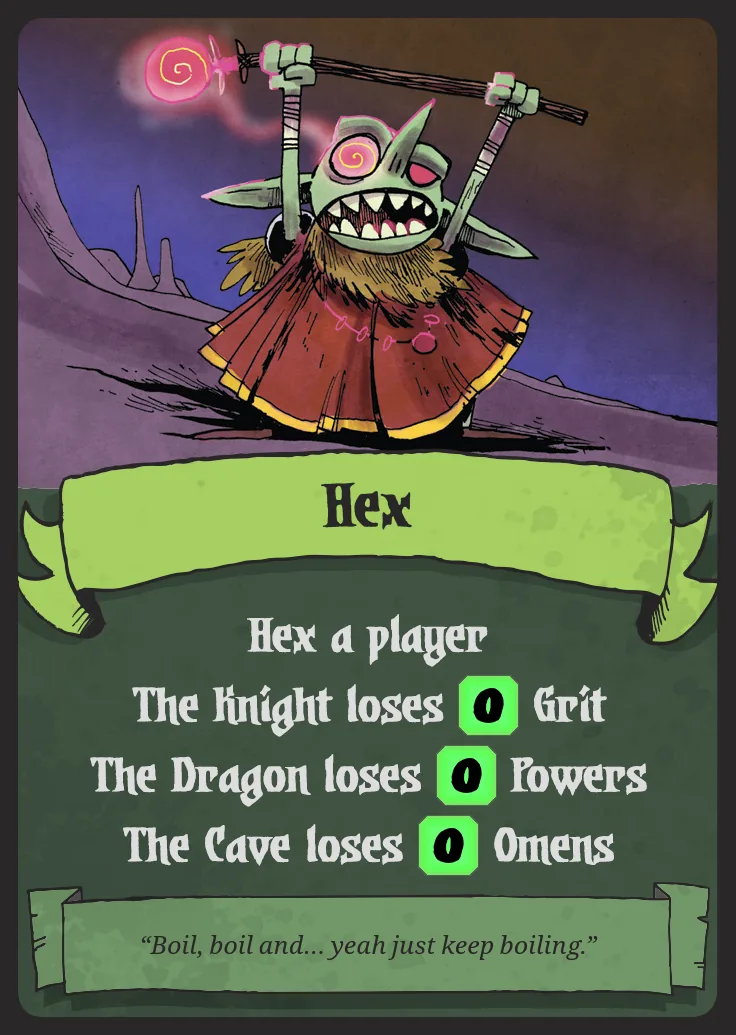 Hex
Hex a player
The Knight loses 0 Grit
The Dragon loses 0 Powers
The Cave loses 0 Omens
“Boil, boil and... yeah just keep boiling.”